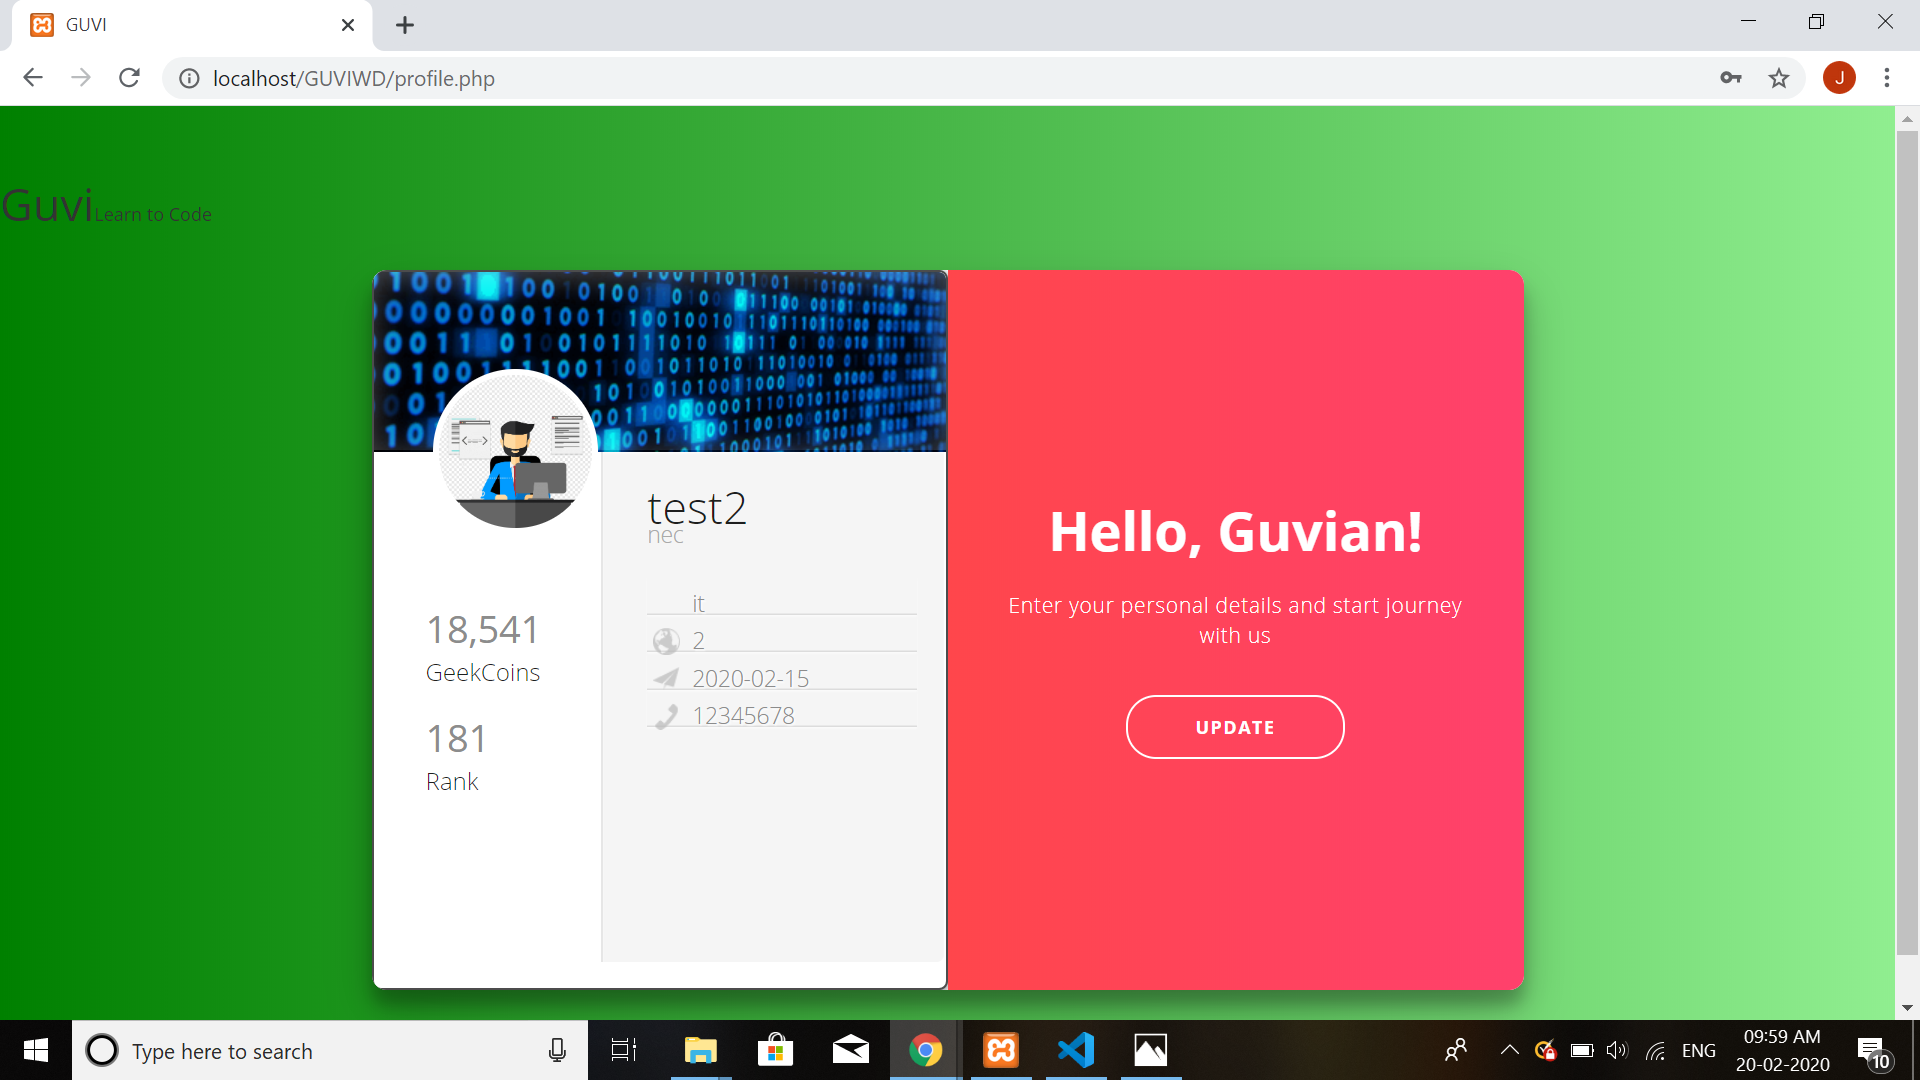 GUVI
localhost/GUVIWD/profile.php
J
Guvi Learn to Code
test2
nec
it
2
2020-02-15
12345678
18,541
GeekCoins
181
Rank
Hello, Guvian!
Enter your personal details and start journey
with us
UPDATE
Type here to search
ENG
09:59 AM
20-02-2020
10